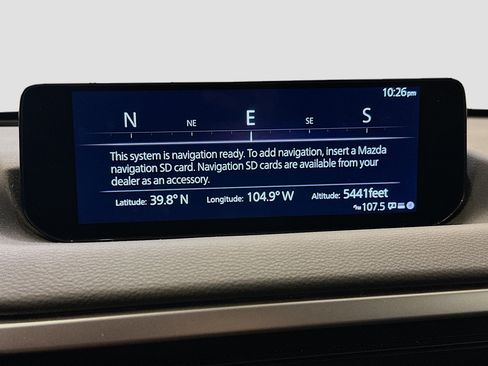 10:26pm
N NE E SE S
This system is navigation ready. To add navigation, insert a Mazda
navigation SD card. Navigation SD cards are available from your
dealer as an accessory.
Latitude: 39.8° N Longitude: 104.9° W Altitude: 5441feet
107.5